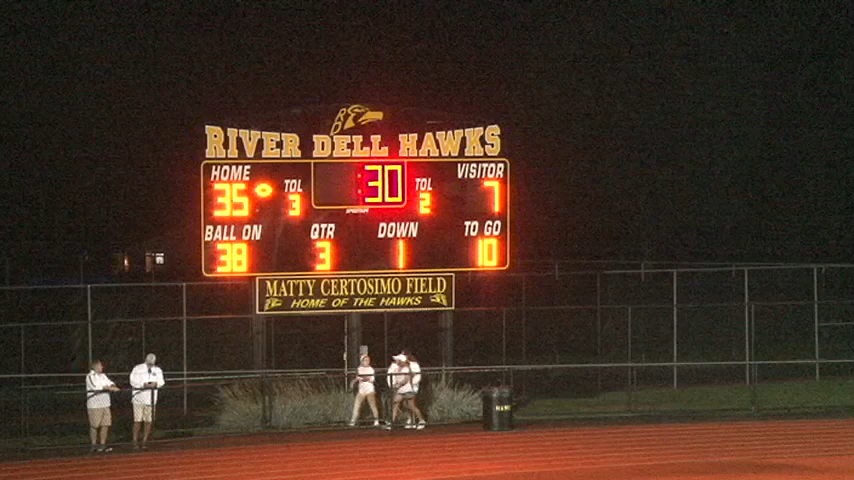 RIVER DELL HAWKS
HOME :30 VISITOR
35 TOL 3 TOL 2 7
BALL ON QTR DOWN TO GO
38 3 1 10
MATTY CERTOSIMO FIELD
HOME OF THE HAWKS